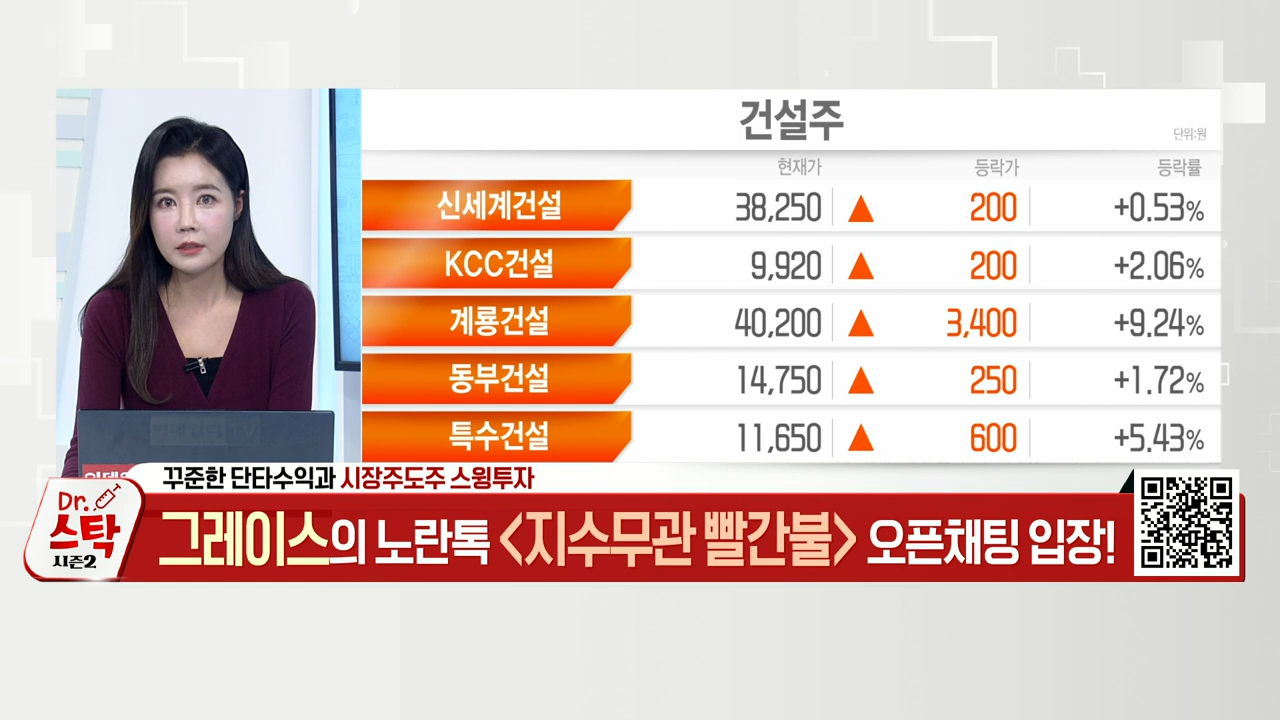 건설주
단위:원
현재가 등락가 등락률
신세계건설 38,250 ▲ 200 +0.53%
KCC건설 9,920 ▲ 200 +2.06%
계룡건설 40,200 ▲ 3,400 +9.24%
동부건설 14,750 ▲ 250 +1.72%
특수건설 11,650 ▲ 600 +5.43%
꾸준한 단타수익과 시장주도주 스윙투자
Dr.
스탁
시즌2
그레이스의 노란톡 <지수무관 빨간불> 오픈채팅 입장!